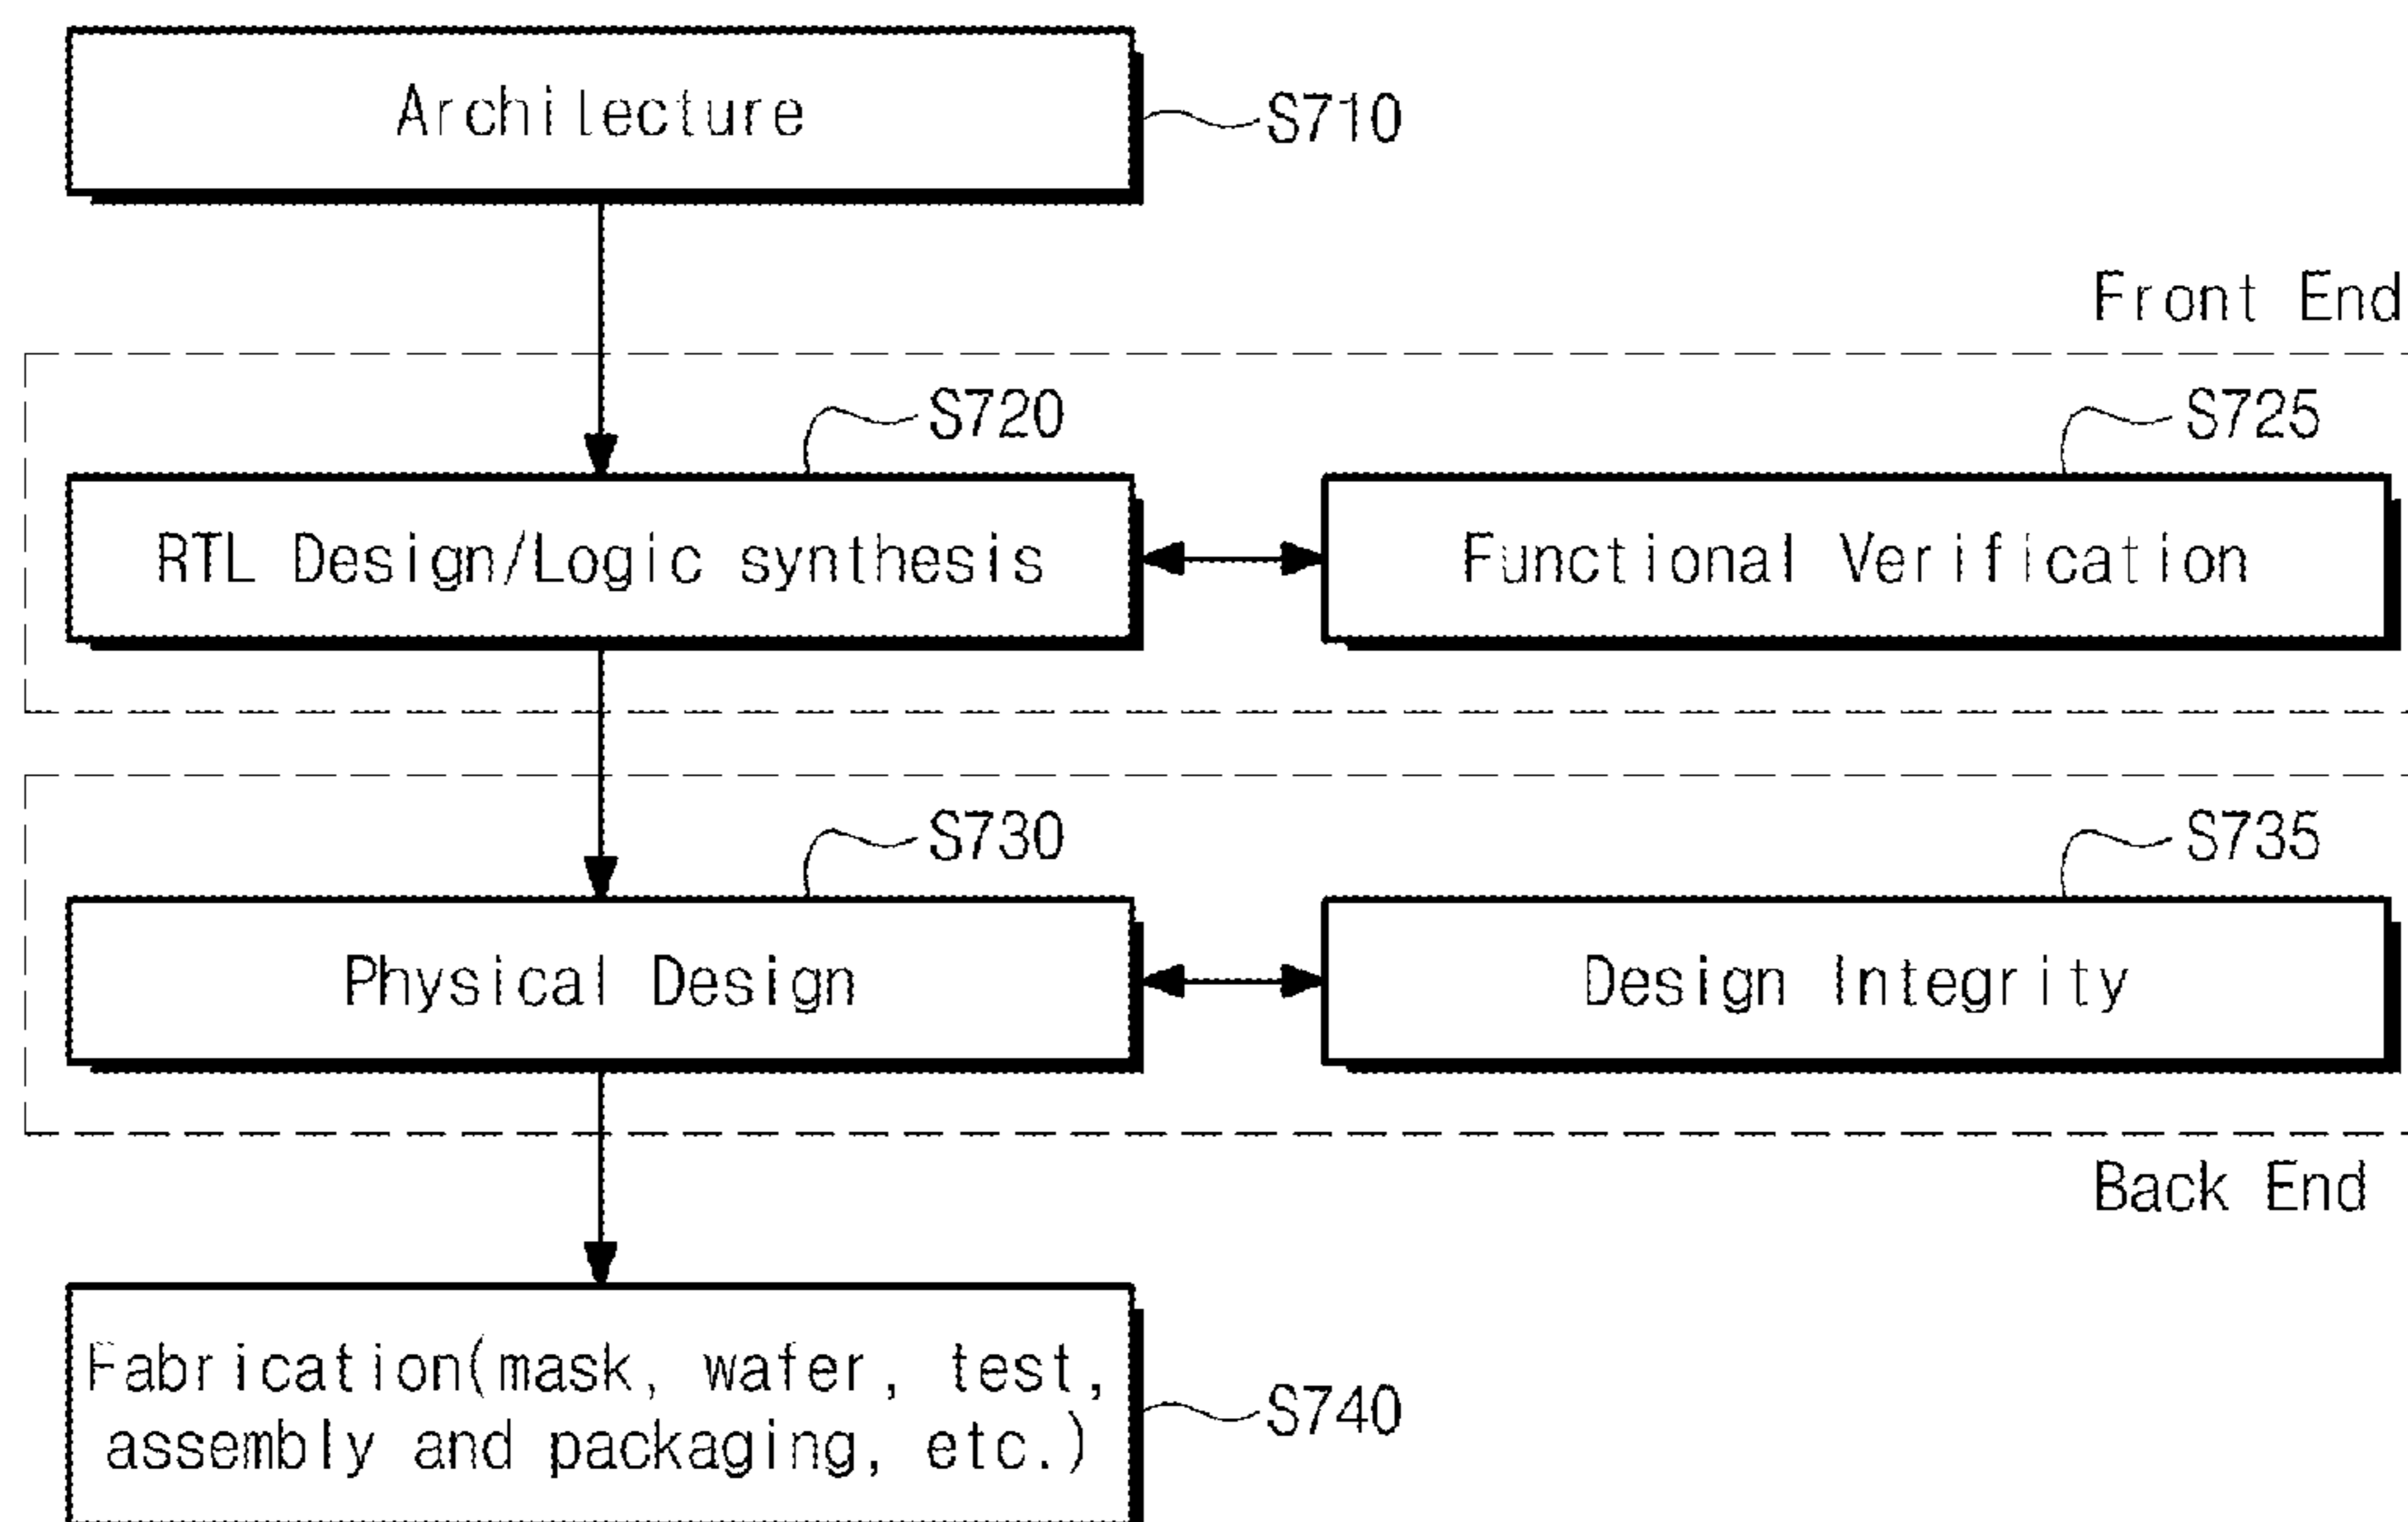 Architecture
S710
Front End
S720
S725
RTL Design/Logic synthesis
Functional Verification
S730
S735
Physical Design
Design Integrity
Back End
Fabrication(mask, wafer, test,
assembly and packaging, etc.)
S740